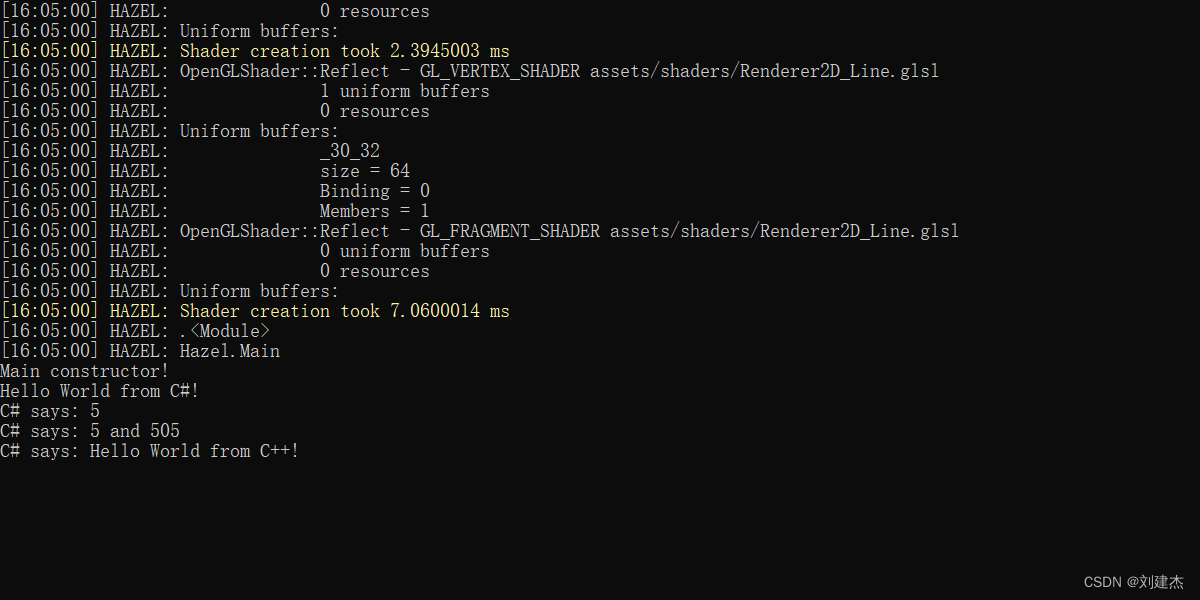 [16:05:00] HAZEL:               0 resources
[16:05:00] HAZEL: Uniform buffers:
[16:05:00] HAZEL: Shader creation took 2.3945003 ms
[16:05:00] HAZEL: OpenGLShader::Reflect - GL_VERTEX_SHADER assets/shaders/Renderer2D_Line.glsl
[16:05:00] HAZEL:               1 uniform buffers
[16:05:00] HAZEL:               0 resources
[16:05:00] HAZEL: Uniform buffers:
[16:05:00] HAZEL:               _30_32
[16:05:00] HAZEL:               size = 64
[16:05:00] HAZEL:               Binding = 0
[16:05:00] HAZEL:               Members = 1
[16:05:00] HAZEL: OpenGLShader::Reflect - GL_FRAGMENT_SHADER assets/shaders/Renderer2D_Line.glsl
[16:05:00] HAZEL:               0 uniform buffers
[16:05:00] HAZEL:               0 resources
[16:05:00] HAZEL: Uniform buffers:
[16:05:00] HAZEL: Shader creation took 7.0600014 ms
[16:05:00] HAZEL: .<Module>
[16:05:00] HAZEL: Hazel.Main
Main constructor!
Hello World from C#!
C# says: 5
C# says: 5 and 505
C# says: Hello World from C++!
CSDN @刘建杰